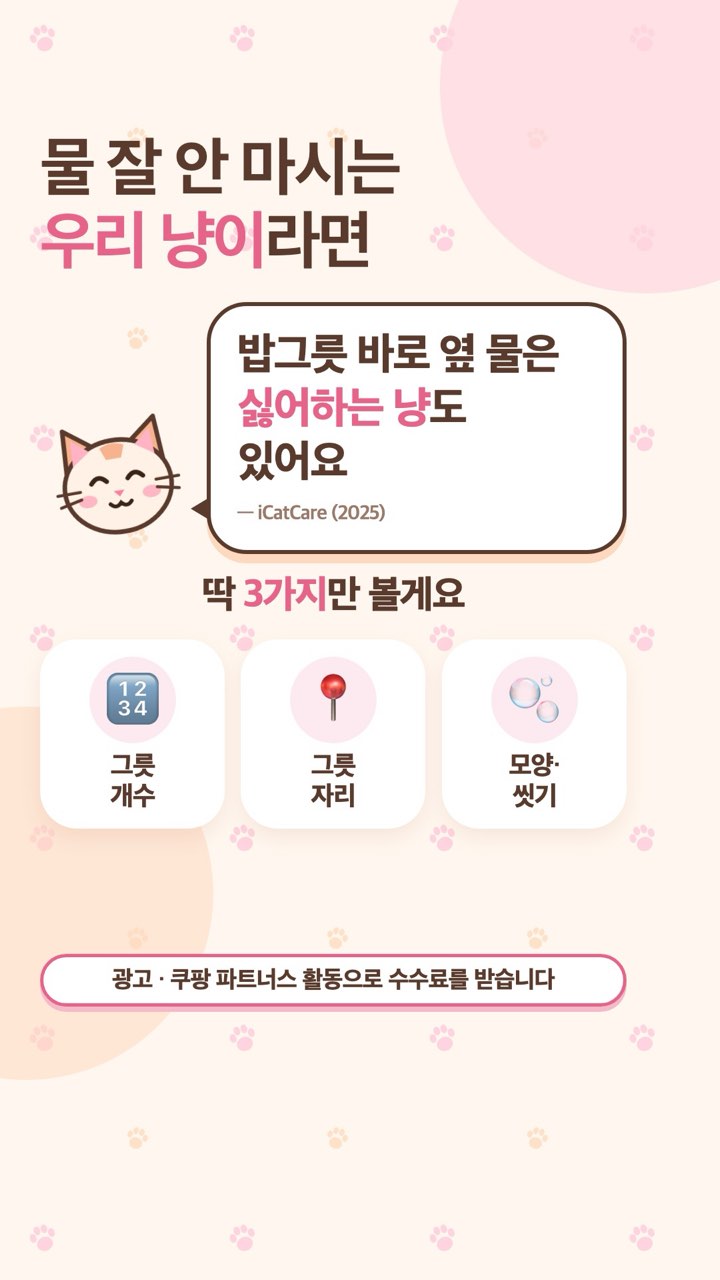 물 잘 안 마시는
우리 냥이라면
밥그릇 바로 옆 물은
싫어하는 냥도
있어요
— iCatCare (2025)
딱 3가지만 볼게요
1234
그릇
개수
그릇
자리
모양·
씻기
광고 · 쿠팡 파트너스 활동으로 수수료를 받습니다